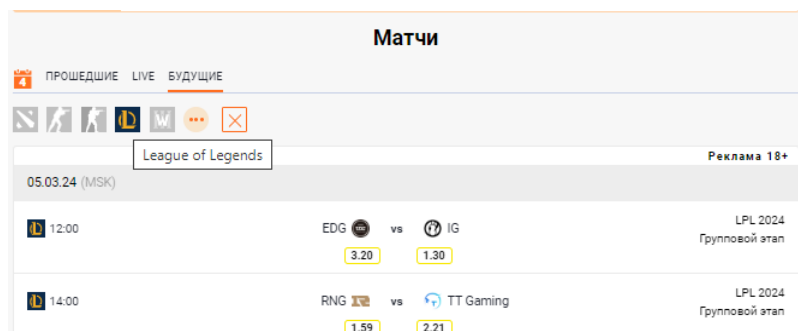 Матчи
4
ПРОШЕДШИЕ LIVE БУДУЩИЕ
League of Legends
Реклама 18+
05.03.24 (MSK)
12:00 EDG vs IG LPL 2024
Групповой этап
3.20 1.30
14:00 RNG vs TT Gaming LPL 2024
Групповой этап
1.59 2.21